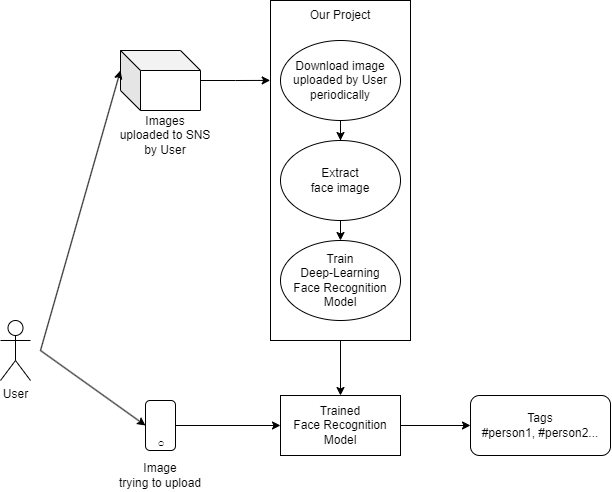 Our Project
Download image
uploaded by User
periodically
Images
uploaded to SNS
by User
Extract
face image
Train
Deep-Learning
Face Recognition
Model
User
Trained
Face Recognition
Model
Tags
#person1, #person2...
Image
trying to upload